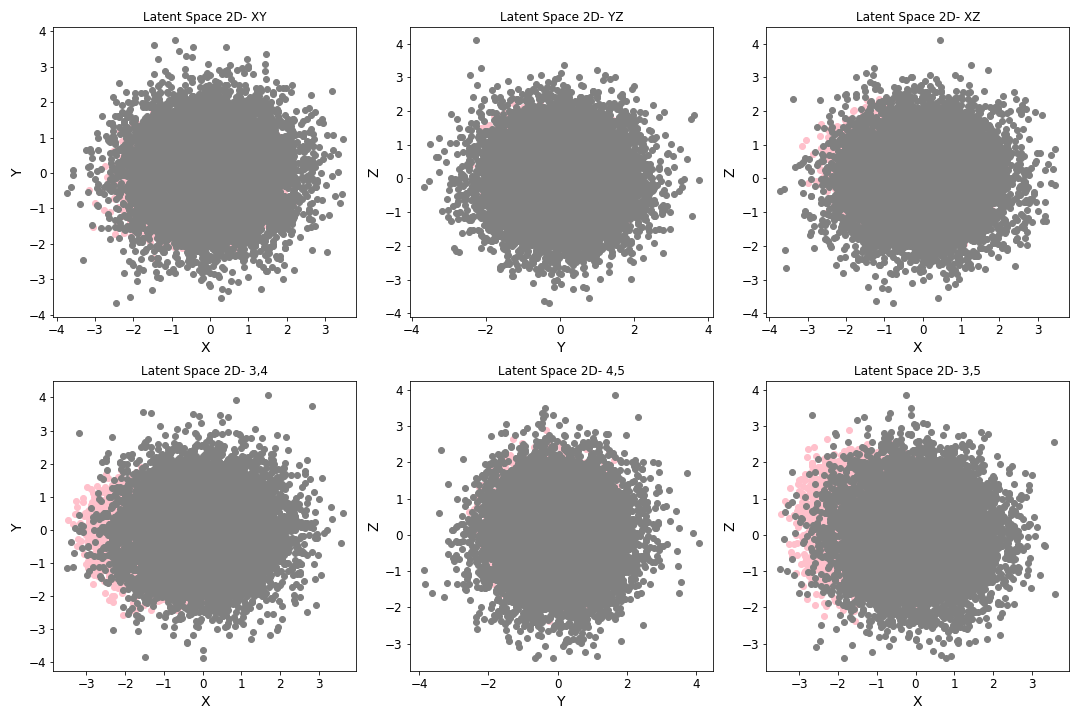 Latent Space 2D- XY
Latent Space 2D- YZ
Latent Space 2D- XZ
4
3
2
1
0
−1
−2
−3
−4
Y
−4 −3 −2 −1 0 1 2 3
X
4
3
2
1
0
−1
−2
−3
−4
Z
−4 −2 0 2 4
Y
4
3
2
1
0
−1
−2
−3
−4
Z
−4 −3 −2 −1 0 1 2 3
X
Latent Space 2D- 3,4
Latent Space 2D- 4,5
Latent Space 2D- 3,5
4
3
2
1
0
−1
−2
−3
−4
Y
−3 −2 −1 0 1 2 3
X
4
3
2
1
0
−1
−2
−3
Z
−4 −2 0 2 4
Y
4
3
2
1
0
−1
−2
−3
Z
−3 −2 −1 0 1 2 3
X